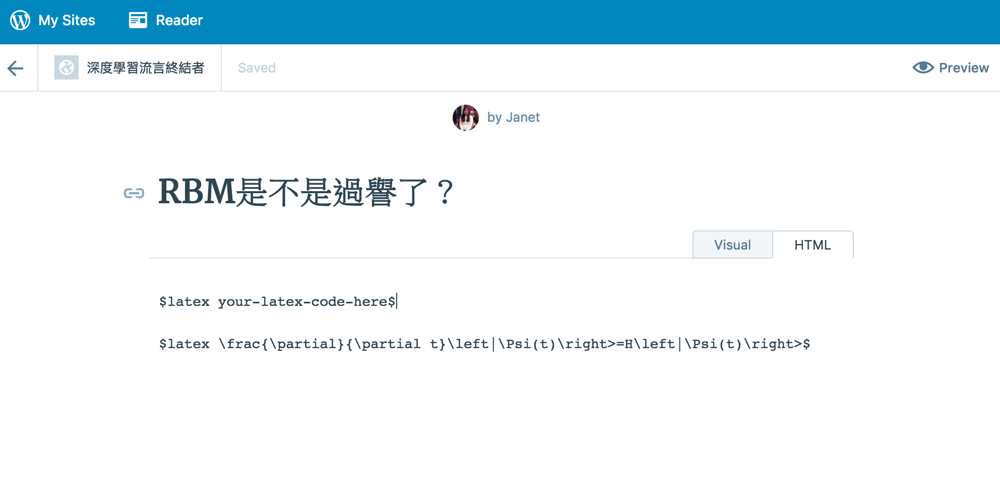 My Sites Reader
深度學習流言終結者 Saved Preview
by Janet
RBM是不是過譽了？
Visual HTML
$latex your-latex-code-here$
$latex \frac{\partial}{\partial t}\left|\Psi(t)\right>=H\left|\Psi(t)\right>$